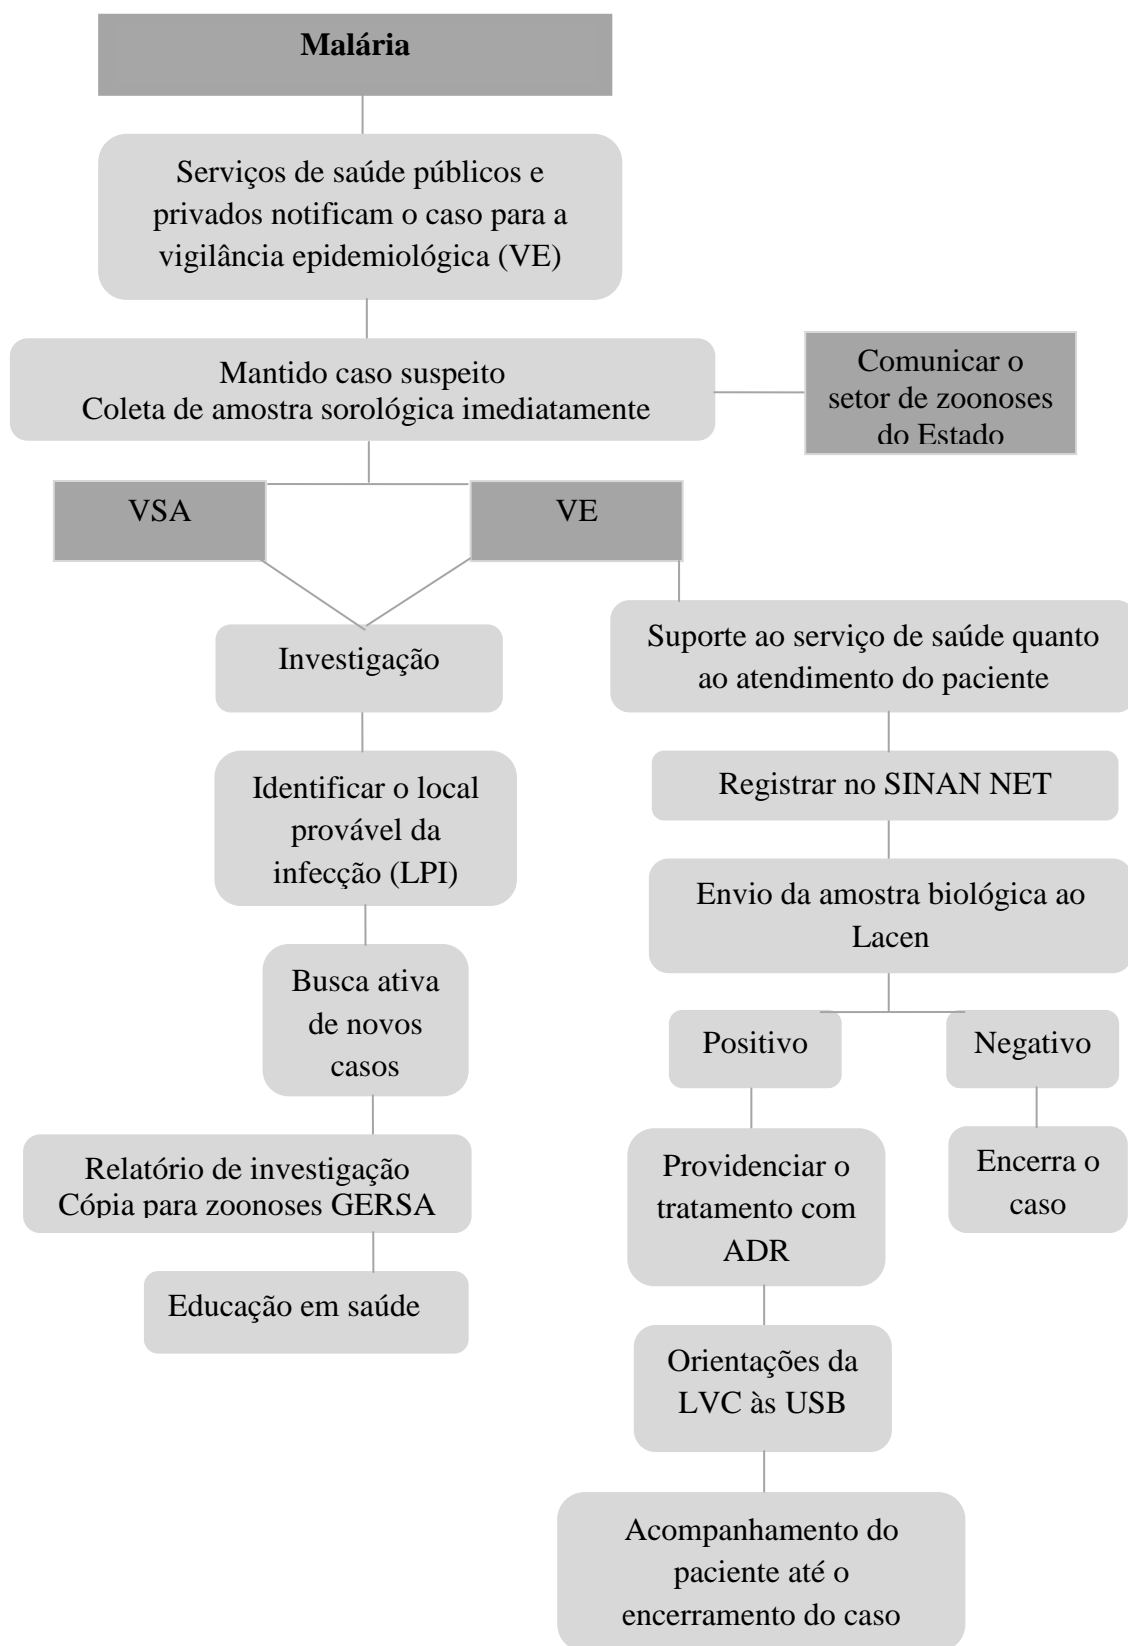 Malária
Serviços de saúde públicos e
privados notificam o caso para a
vigilância epidemiológica (VE)
Mantido caso suspeito
Coleta de amostra sorológica imediatamente
Comunicar o
setor de zoonoses
do Estado
VSA
VE
Investigação
Identificar o local
provável da
infecção (LPI)
Busca ativa
de novos
casos
Relatório de investigação
Cópia para zoonoses GERSA
Educação em saúde
Suporte ao serviço de saúde quanto
ao atendimento do paciente
Registrar no SINAN NET
Envio da amostra biológica ao
Lacen
Positivo
Negativo
Providenciar o
tratamento com
ADR
Encerra o
caso
Orientações da
LVC às USB
Acompanhamento do
paciente até o
encerramento do caso